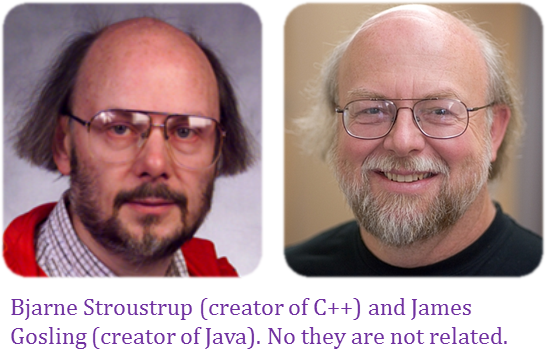 Bjarne Stroustrup (creator of C++) and James
Gosling (creator of Java). No they are not related.